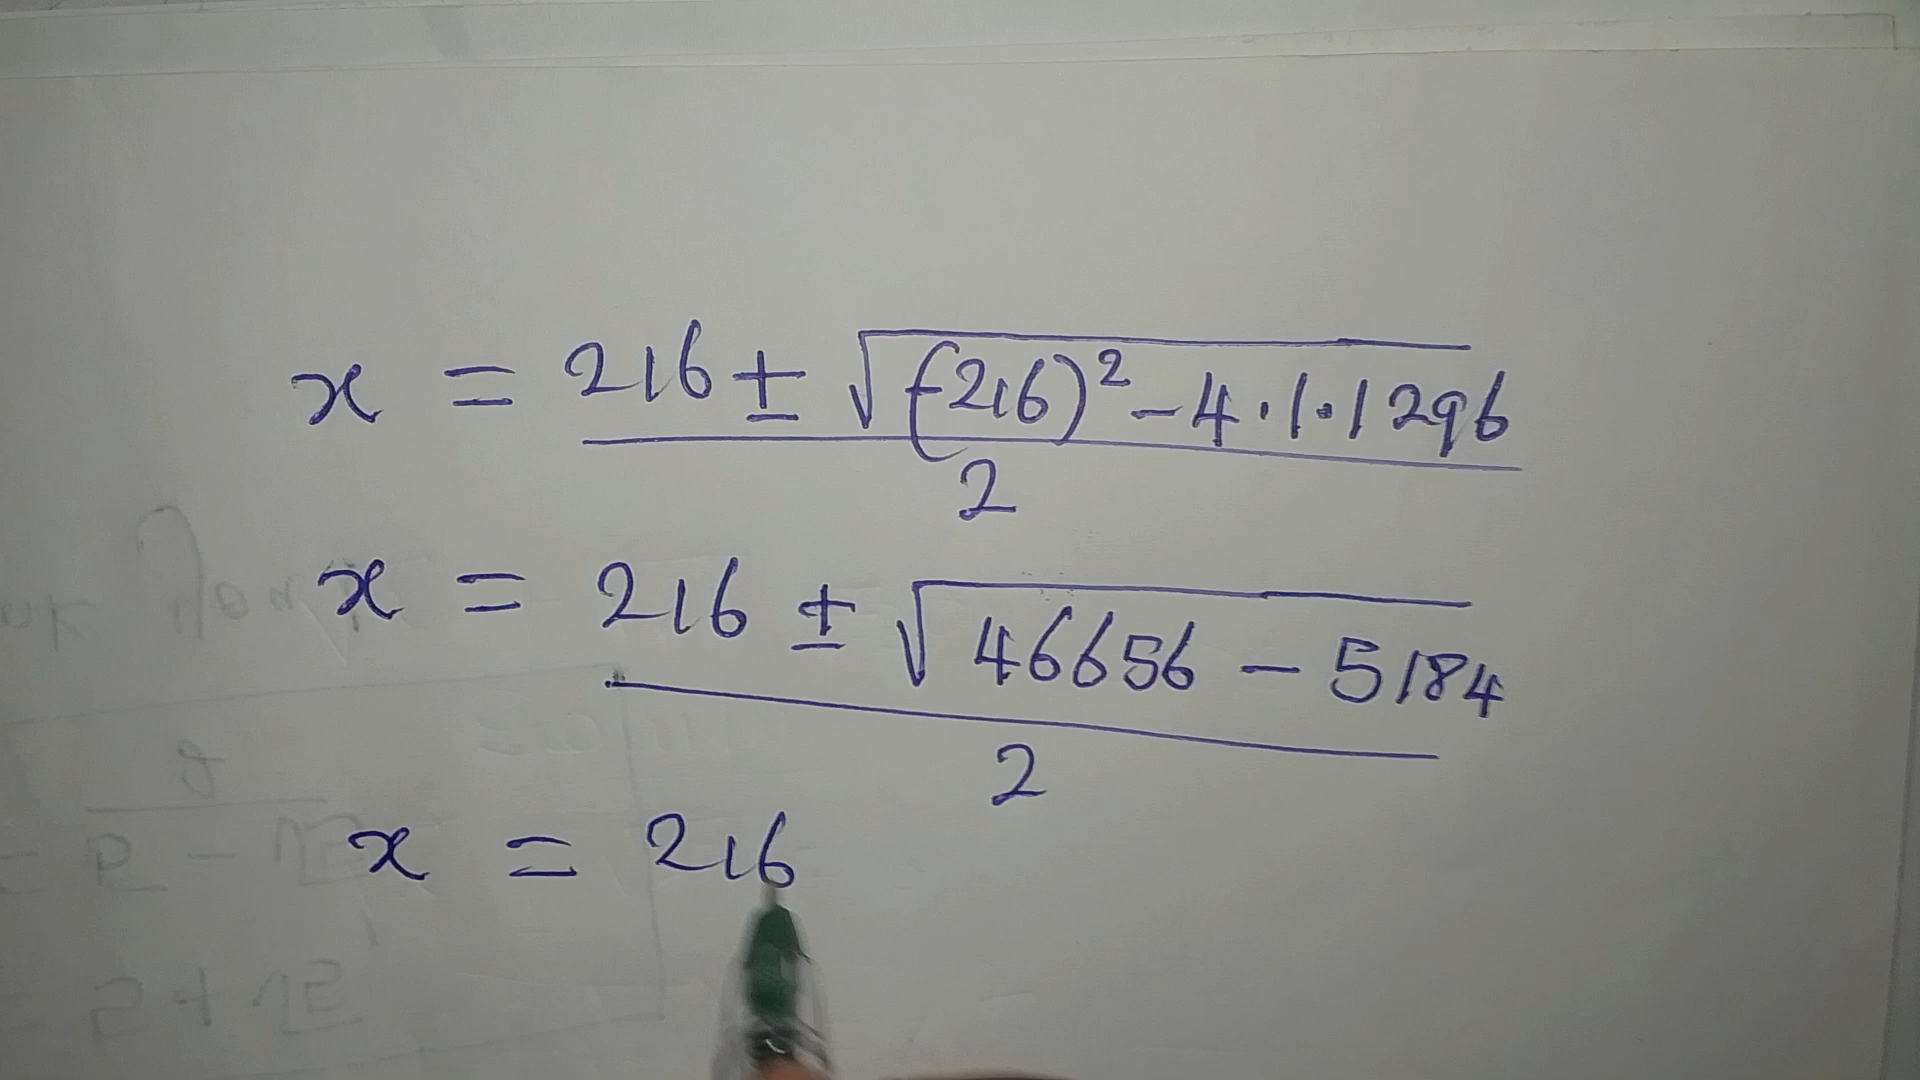 x = 216 ± √(-216)² - 4·1·1296
2
x = 216 ± √46656 - 5184
2
x = 216